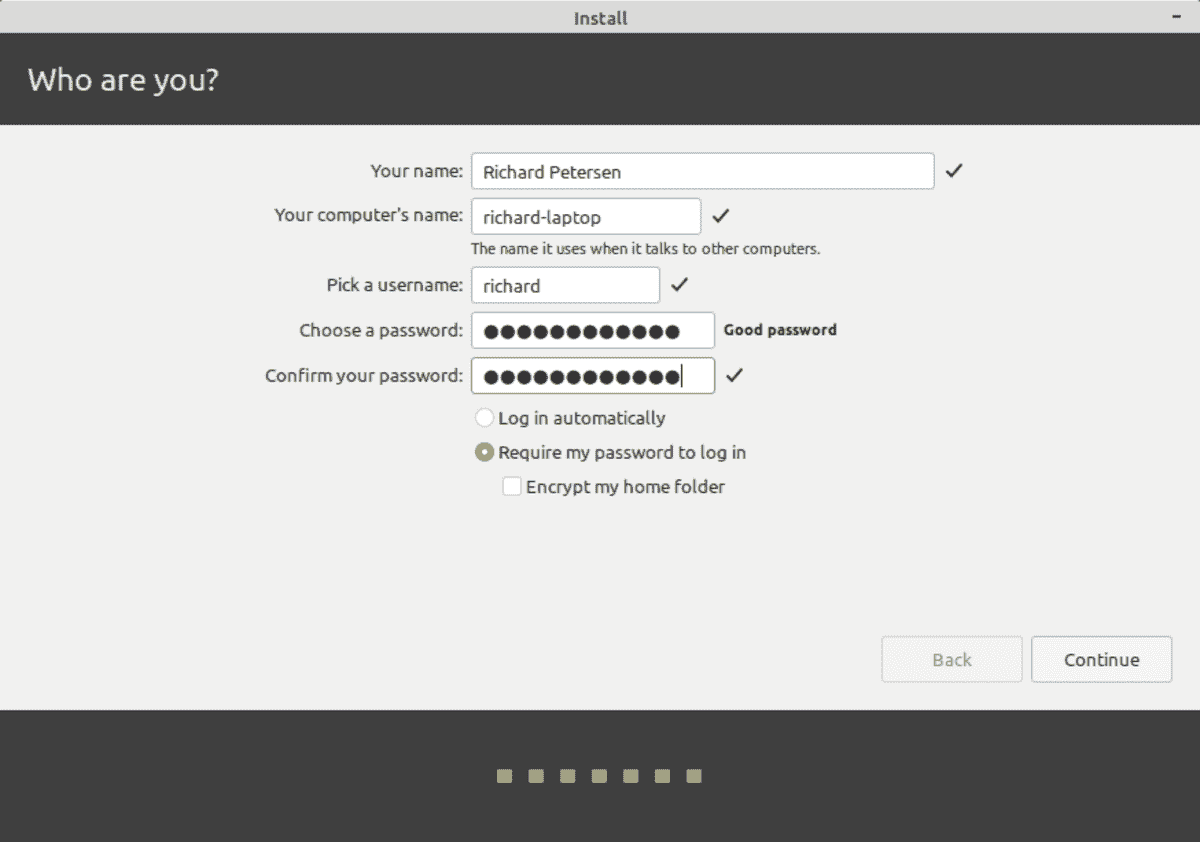 Install
Who are you?
Your name: Richard Petersen
Your computer's name: richard-laptop
The name it uses when it talks to other computers.
Pick a username: richard
Choose a password: ●●●●●●●●●●●● Good password
Confirm your password: ●●●●●●●●●●●●
Log in automatically
Require my password to log in
Encrypt my home folder
Back Continue